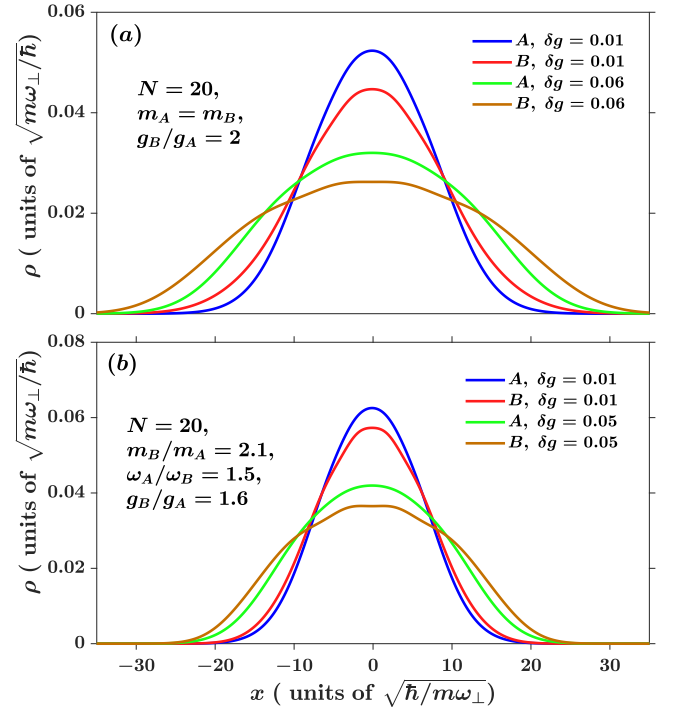 (a)
N = 20,
m_A = m_B,
g_B/g_A = 2
A, δg = 0.01
B, δg = 0.01
A, δg = 0.06
B, δg = 0.06
0.06
0.04
0.02
0
ρ ( units of √mω⊥/ħ)
(b)
N = 20,
m_B/m_A = 2.1,
ω_A/ω_B = 1.5,
g_B/g_A = 1.6
A, δg = 0.01
B, δg = 0.01
A, δg = 0.05
B, δg = 0.05
0.08
0.06
0.04
0.02
0
ρ ( units of √mω⊥/ħ)
−30 −20 −10 0 10 20 30
x ( units of √ħ/mω⊥)